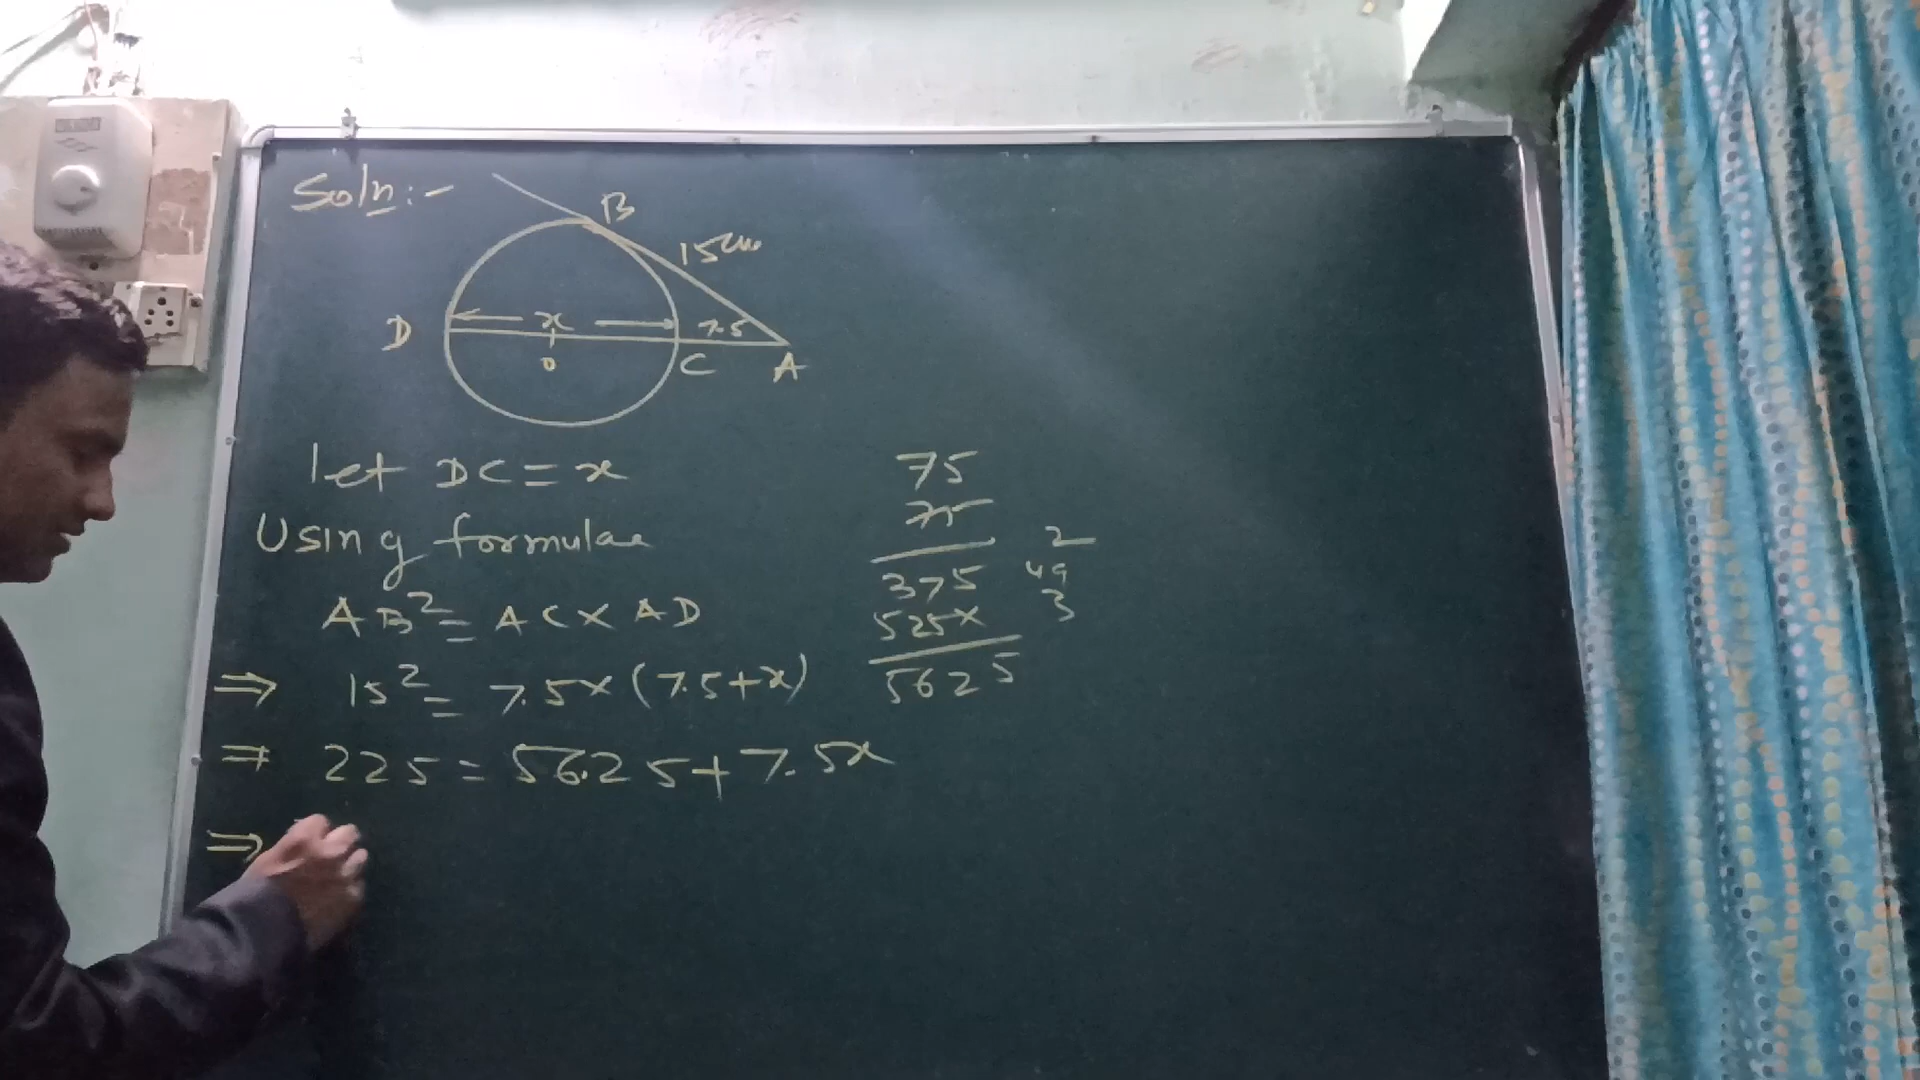 Soln:-
B
15cm
D
x
7.5
O
C
A
let DC = x
Using formulae
AB² = AC × AD
⇒ 15² = 7.5 × (7.5+x)
⇒ 225 = 56.25 + 7.5x
⇒
75
75
2
375
49
525×
3
5625